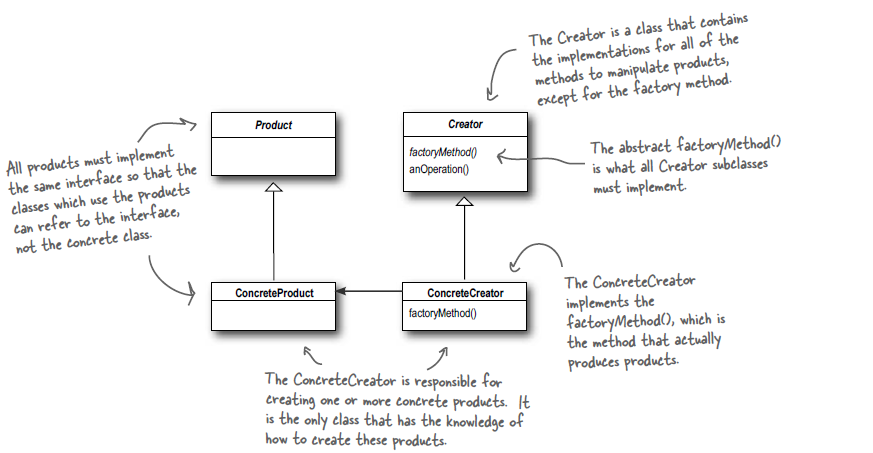 The Creator is a class that contains
the implementations for all of the
methods to manipulate products,
except for the factory method.
Product
Creator
factoryMethod()
anOperation()
The abstract factoryMethod()
is what all Creator subclasses
must implement.
All products must implement
the same interface so that the
classes which use the products
can refer to the interface,
not the concrete class.
ConcreteProduct
ConcreteCreator
factoryMethod()
The ConcreteCreator
implements the
factoryMethod(), which is
the method that actually
produces products.
The ConcreteCreator is responsible for
creating one or more concrete products. It
is the only class that has the knowledge of
how to create these products.